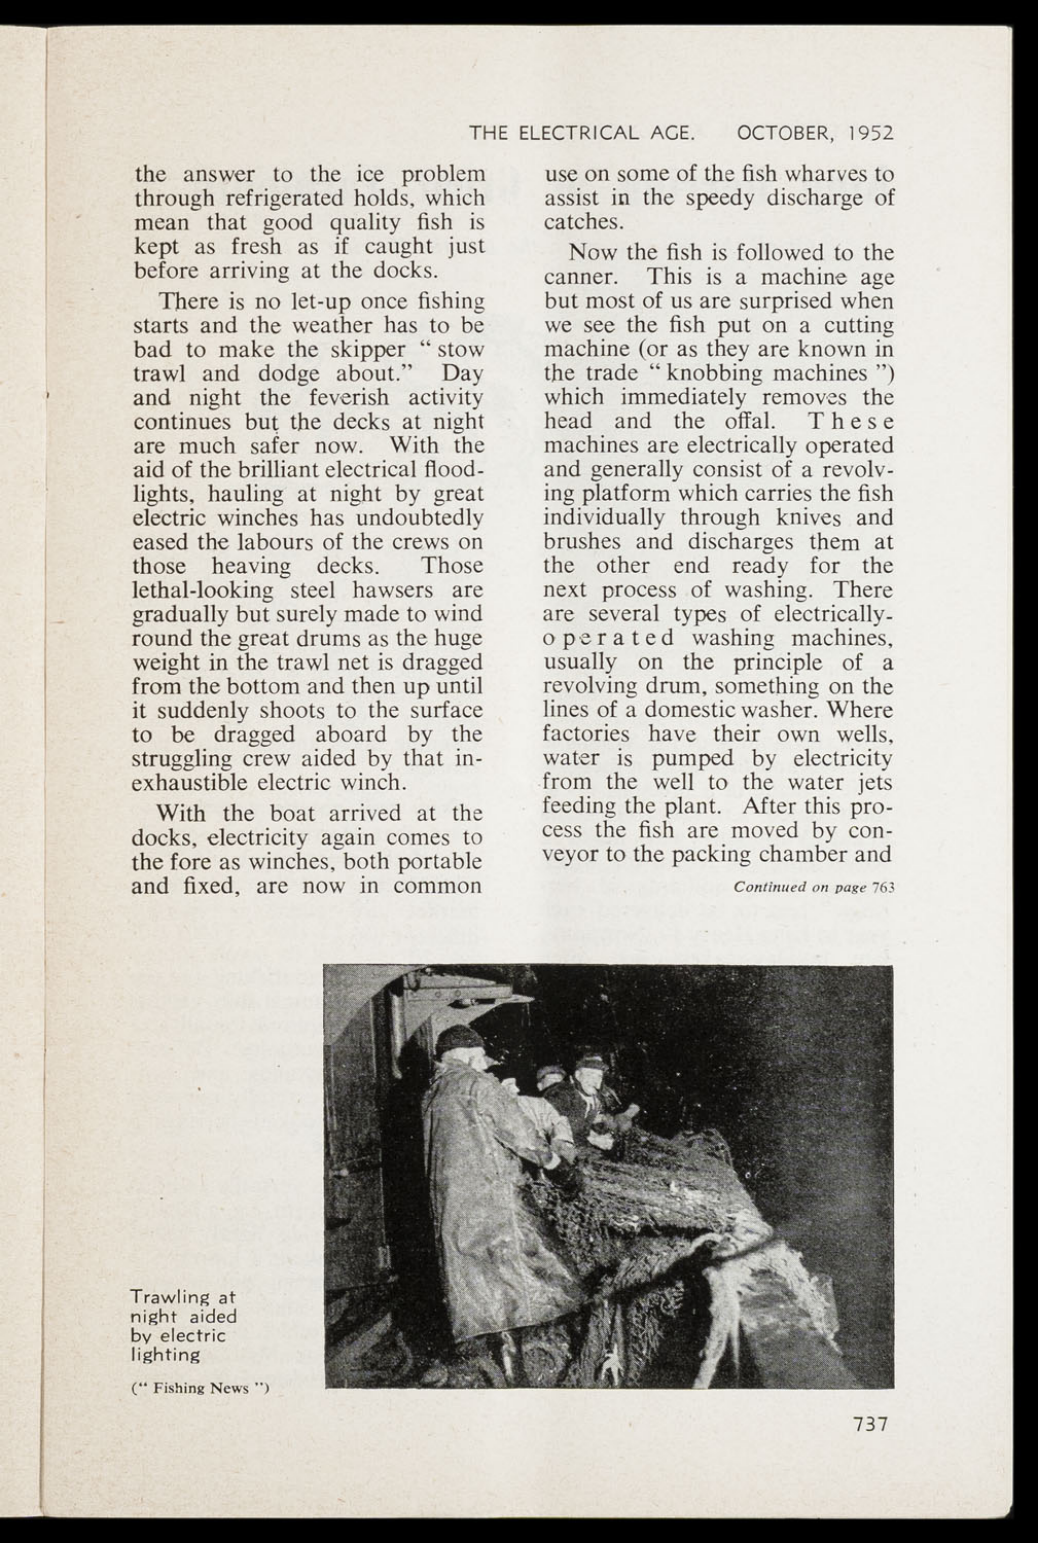 THE ELECTRICAL AGE. OCTOBER, 1952
the answer to the ice problem
through refrigerated holds, which
mean that good quality fish is
kept as fresh as if caught just
before arriving at the docks.
There is no let-up once fishing
starts and the weather has to be
bad to make the skipper “ stow
trawl and dodge about.” Day
and night the feverish activity
continues but the decks at night
are much safer now. With the
aid of the brilliant electrical flood-
lights, hauling at night by great
electric winches has undoubtedly
eased the labours of the crews on
those heaving decks. Those
lethal-looking steel hawsers are
gradually but surely made to wind
round the great drums as the huge
weight in the trawl net is dragged
from the bottom and then up until
it suddenly shoots to the surface
to be dragged aboard by the
struggling crew aided by that in-
exhaustible electric winch.
With the boat arrived at the
docks, electricity again comes to
the fore as winches, both portable
and fixed, are now in common
use on some of the fish wharves to
assist in the speedy discharge of
catches.
Now the fish is followed to the
canner. This is a machine age
but most of us are surprised when
we see the fish put on a cutting
machine (or as they are known in
the trade “ knobbing machines ”)
which immediately removes the
head and the offal. These
machines are electrically operated
and generally consist of a revolv-
ing platform which carries the fish
individually through knives and
brushes and discharges them at
the other end ready for the
next process of washing. There
are several types of electrically-
operated washing machines,
usually on the principle of a
revolving drum, something on the
lines of a domestic washer. Where
factories have their own wells,
water is pumped by electricity
from the well to the water jets
feeding the plant. After this pro-
cess the fish are moved by con-
veyor to the packing chamber and
Continued on page 763
Trawling at
night aided
by electric
lighting
(“ Fishing News ”)
737